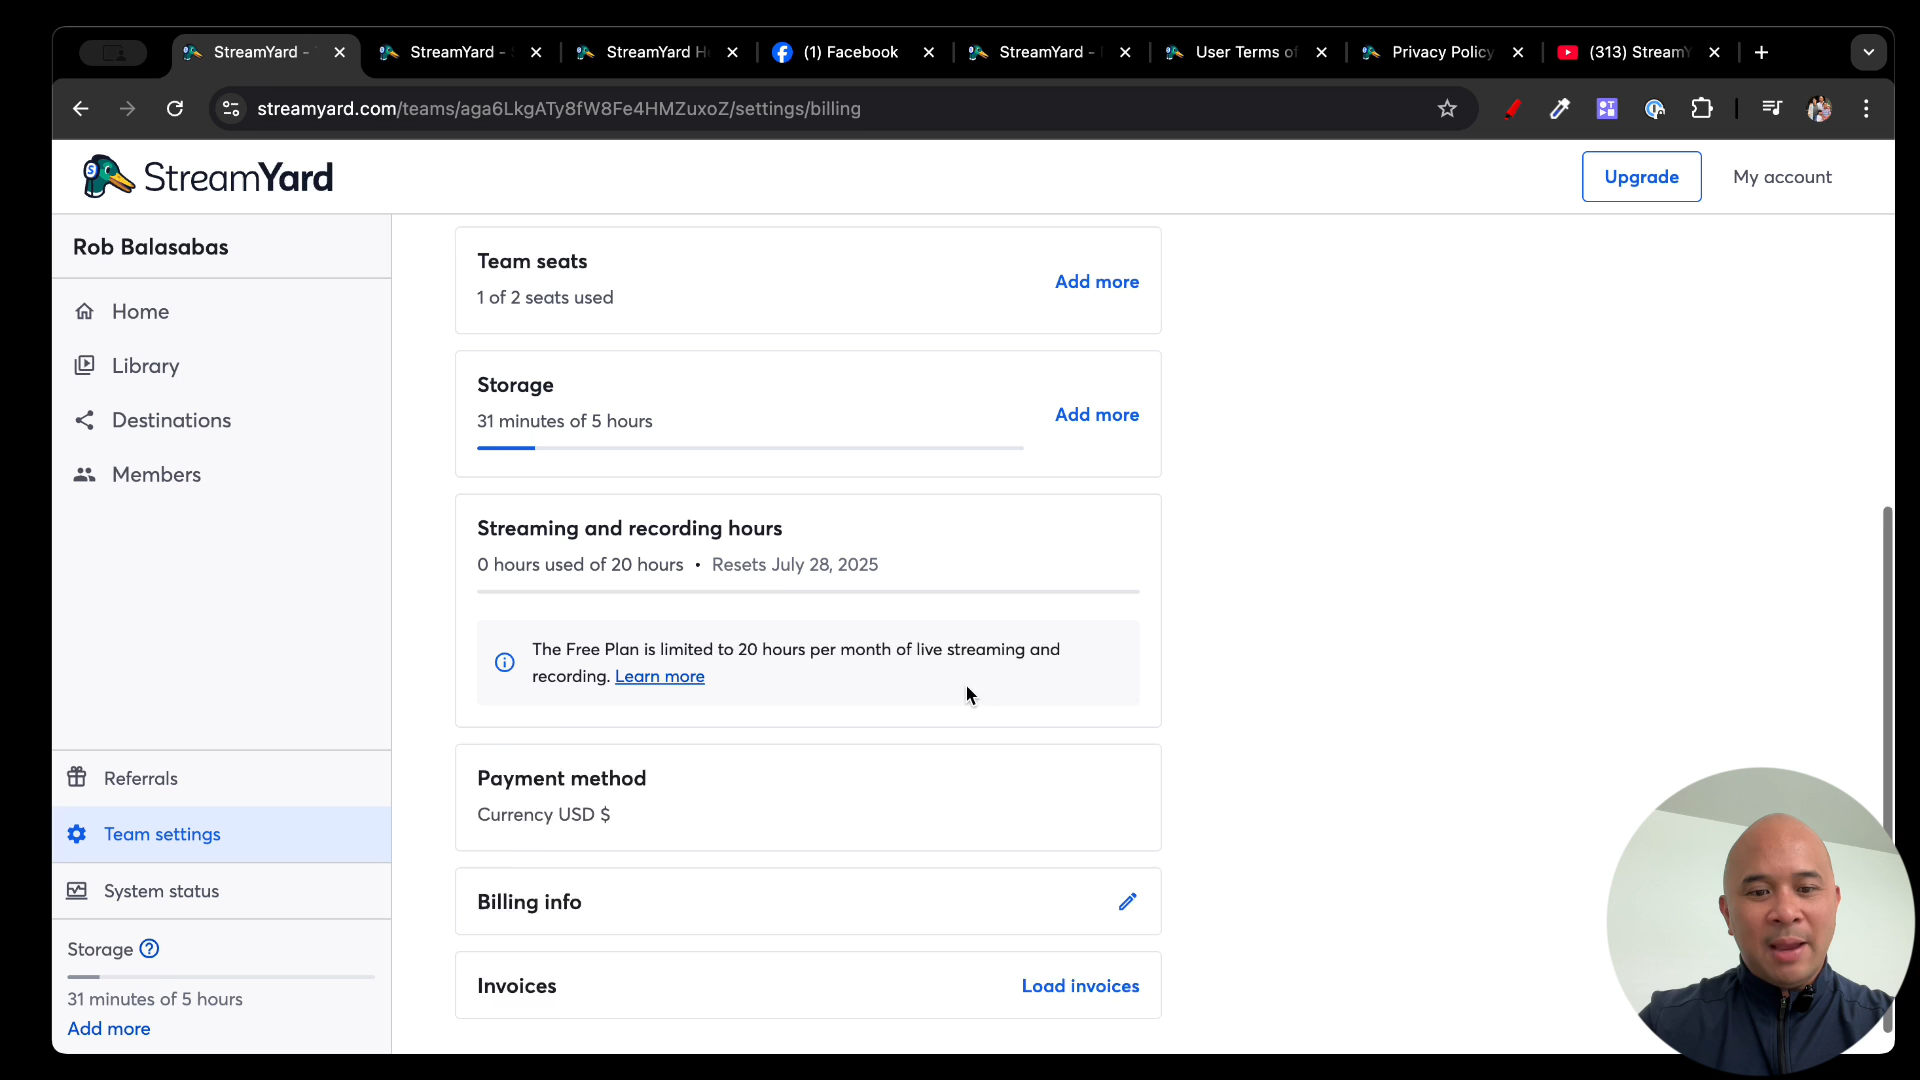 StreamYard -
StreamYard -
StreamYard H
(1) Facebook
StreamYard -
User Terms of
Privacy Policy
(313) StreamY
streamyard.com/teams/aga6LkgATy8fW8Fe4HMZuxoZ/settings/billing
StreamYard
Upgrade
My account
Rob Balasabas
Home
Library
Destinations
Members
Referrals
Team settings
System status
Storage
31 minutes of 5 hours
Add more
Team seats
1 of 2 seats used
Add more
Storage
31 minutes of 5 hours
Add more
Streaming and recording hours
0 hours used of 20 hours • Resets July 28, 2025
The Free Plan is limited to 20 hours per month of live streaming and
recording. Learn more
Payment method
Currency USD $
Billing info
Invoices
Load invoices